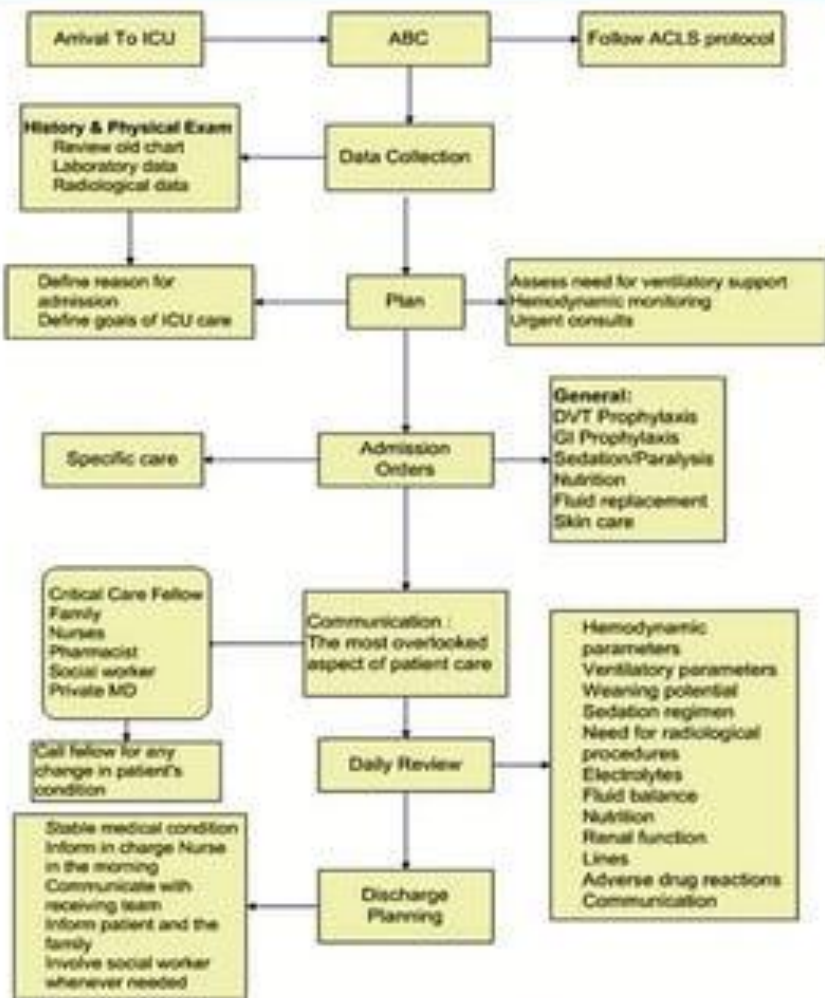 Arrival To ICU
ABC
Follow ACLS protocol
History & Physical Exam
Review old chart
Laboratory data
Radiological data
Data Collection
Define reason for
admission
Define goals of ICU care
Plan
Assess need for ventilatory support
Hemodynamic monitoring
Urgent consults
Specific care
Admission
Orders
General:
DVT Prophylaxis
GI Prophylaxis
Sedation/Paralysis
Nutrition
Fluid replacement
Skin care
Critical Care Fellow
Family
Nurses
Pharmacist
Social worker
Private MD
Communication :
The most overlooked
aspect of patient care
Call fellow for any
change in patient's
condition
Daily Review
Hemodynamic
parameters
Ventilatory parameters
Weaning potential
Sedation regimen
Need for radiological
procedures
Electrolytes
Fluid balance
Nutrition
Renal function
Lines
Adverse drug reactions
Communication
Stable medical condition
Inform in charge Nurse
in the morning
Communicate with
receiving team
Inform patient and the
family
Involve social worker
whenever needed
Discharge
Planning